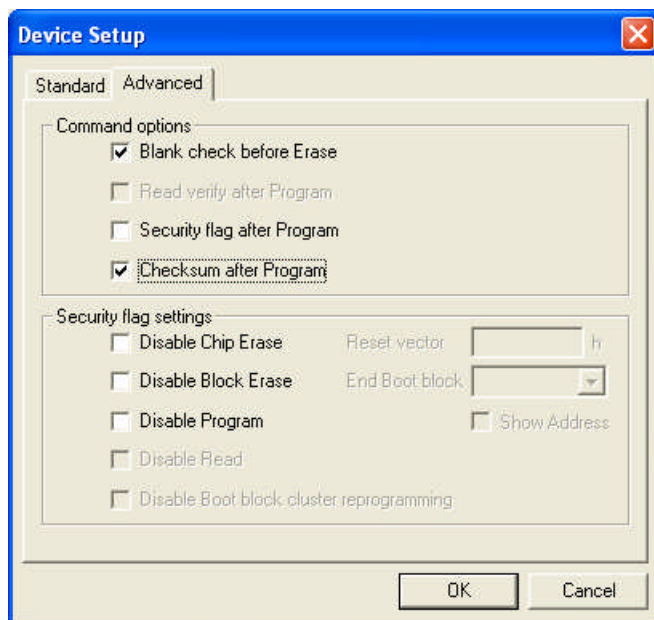 Device Setup
Standard Advanced
Command options
Blank check before Erase
Read verify after Program
Security flag after Program
Checksum after Program
Security flag settings
Disable Chip Erase Reset vector h
Disable Block Erase End Boot block
Disable Program Show Address
Disable Read
Disable Boot block cluster reprogramming
OK Cancel